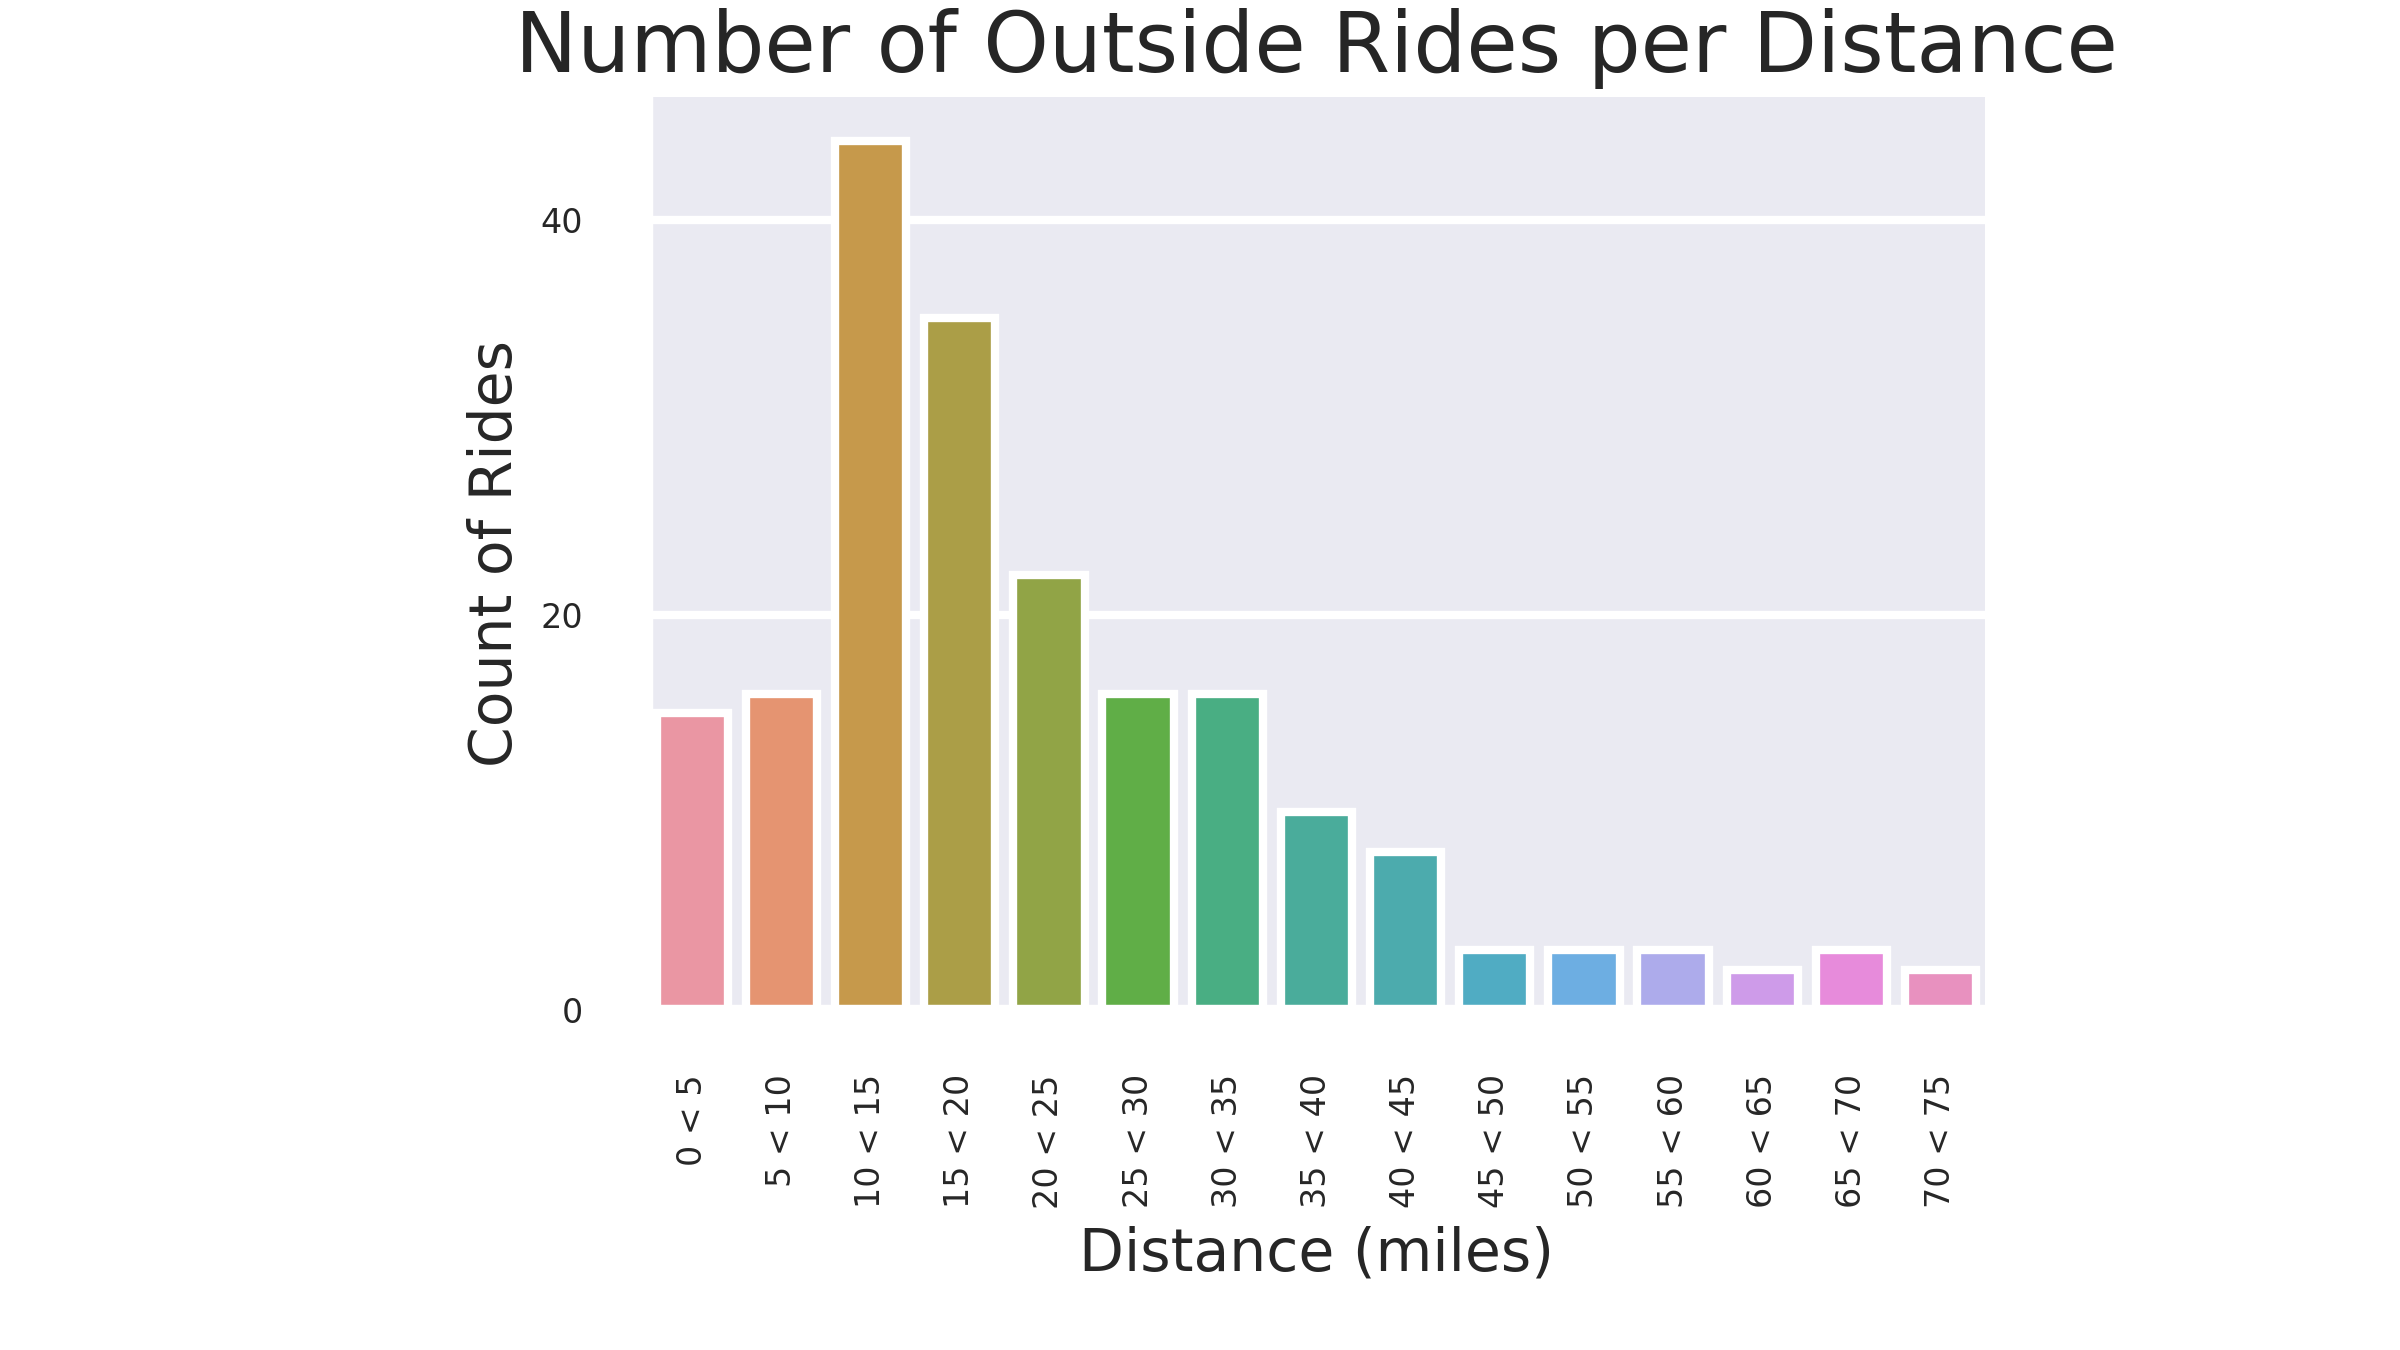 Number of Outside Rides per Distance
Count of Rides
40
20
0
0 < 5
5 < 10
10 < 15
15 < 20
20 < 25
25 < 30
30 < 35
35 < 40
40 < 45
45 < 50
50 < 55
55 < 60
60 < 65
65 < 70
70 < 75
Distance (miles)